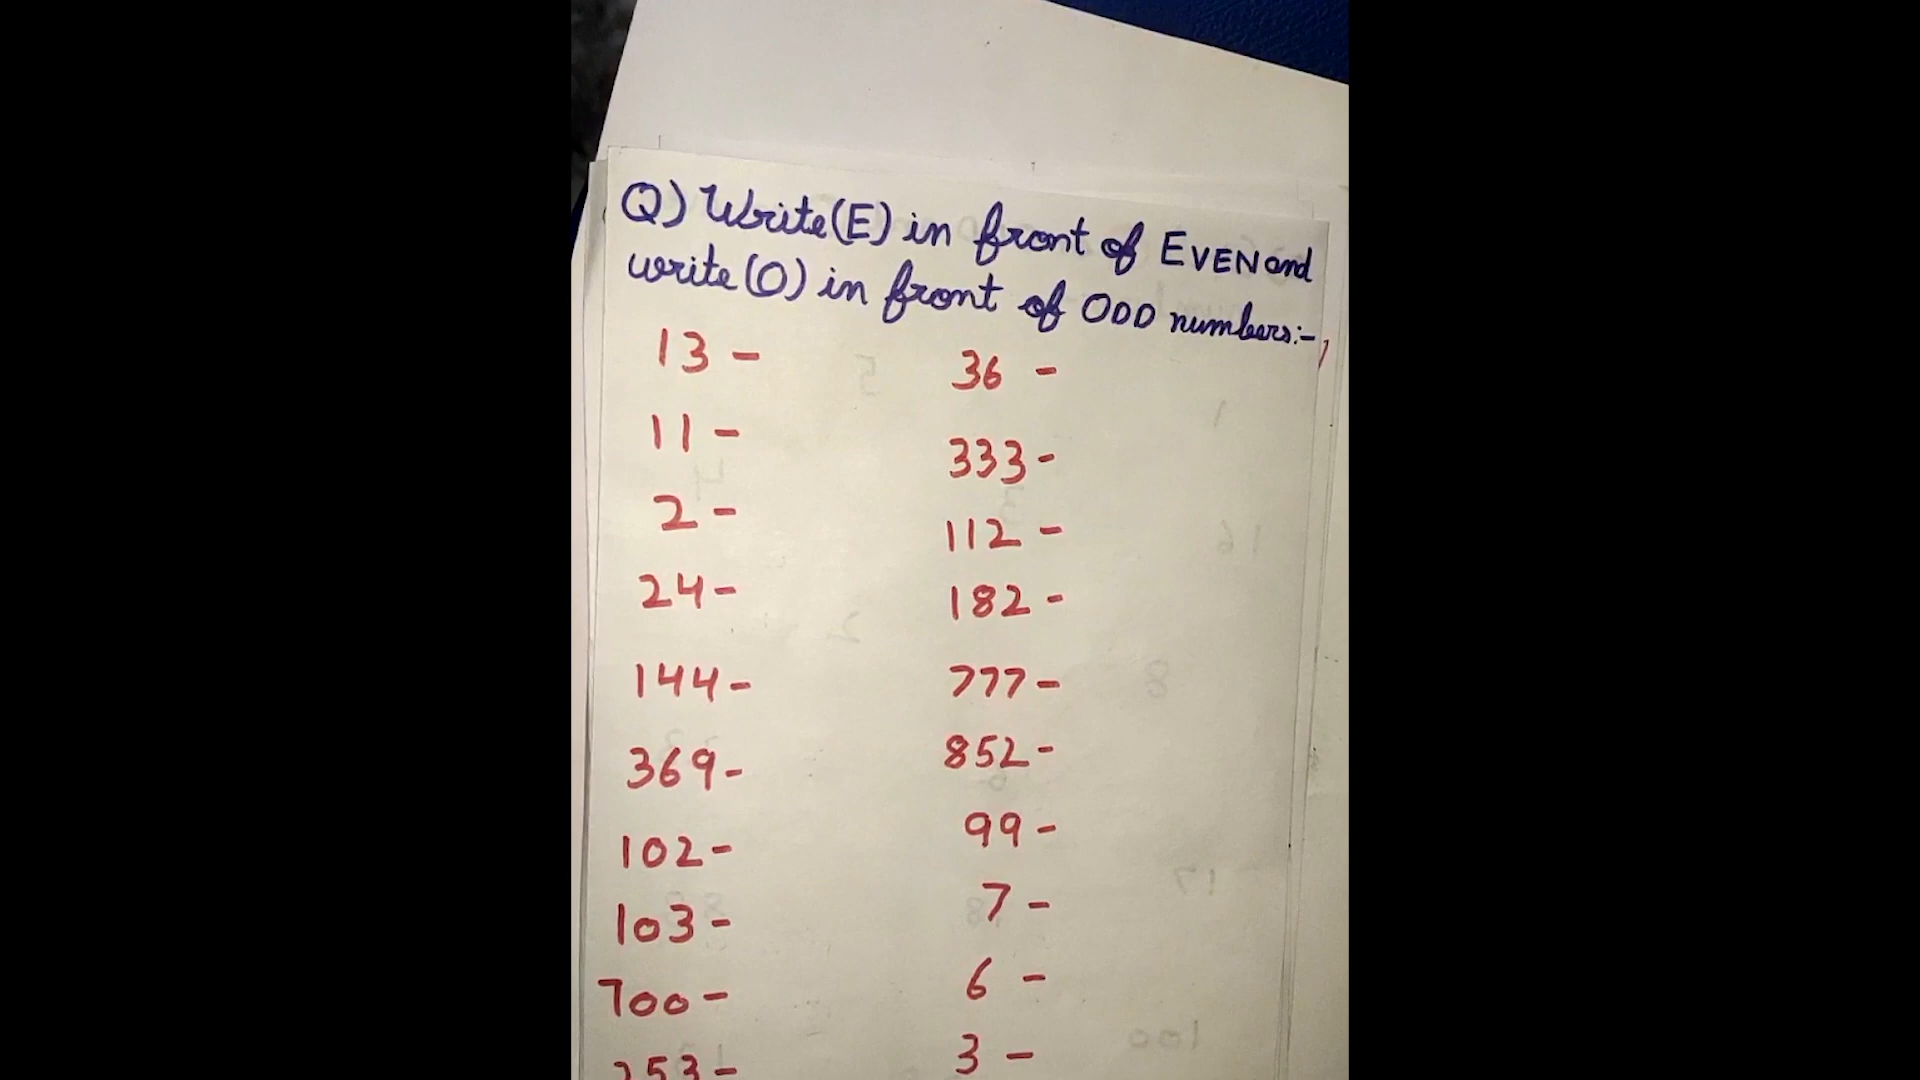 Q) Write (E) in front of EVEN and
write (O) in front of ODD numbers:-
13 - 36 -
11 - 333 -
2 - 112 -
24 - 182 -
144 - 777 -
369 - 852 -
102 - 99 -
103 - 7 -
700 - 6 -
253 - 3 -